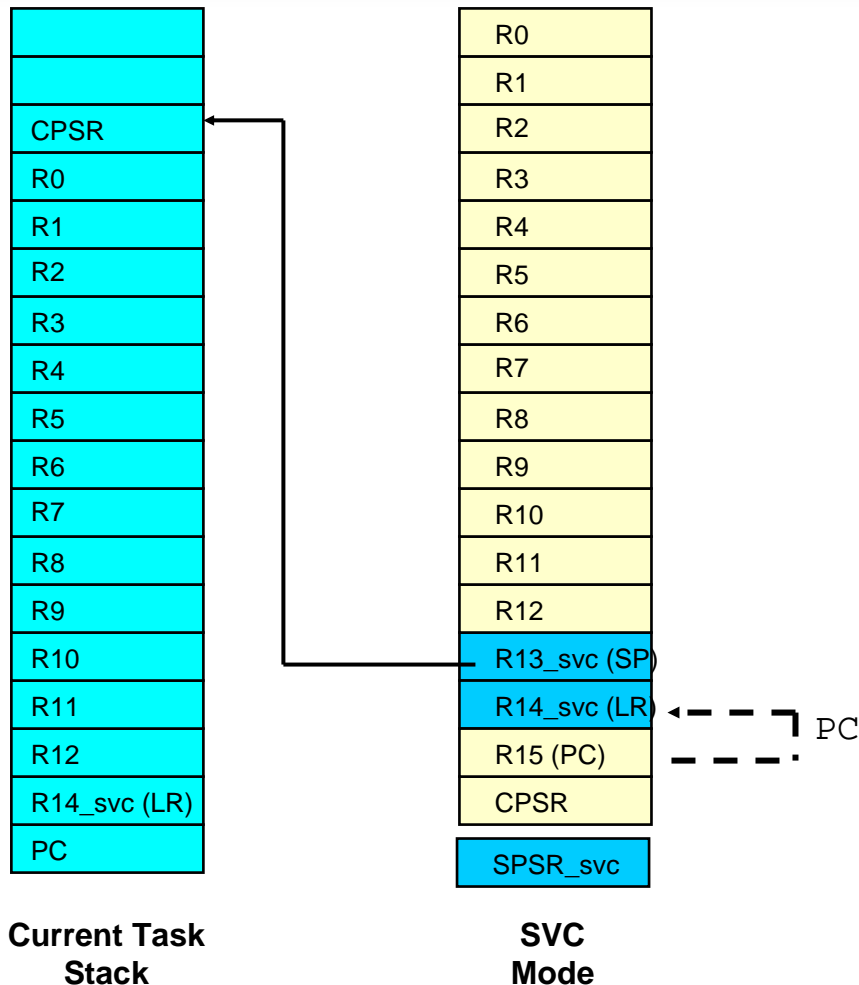 CPSR
R0
R1
R2
R3
R4
R5
R6
R7
R8
R9
R10
R11
R12
R14_svc (LR)
PC
Current Task
Stack
R0
R1
R2
R3
R4
R5
R6
R7
R8
R9
R10
R11
R12
R13_svc (SP)
R14_svc (LR)
R15 (PC)
CPSR
SPSR_svc
SVC
Mode
PC